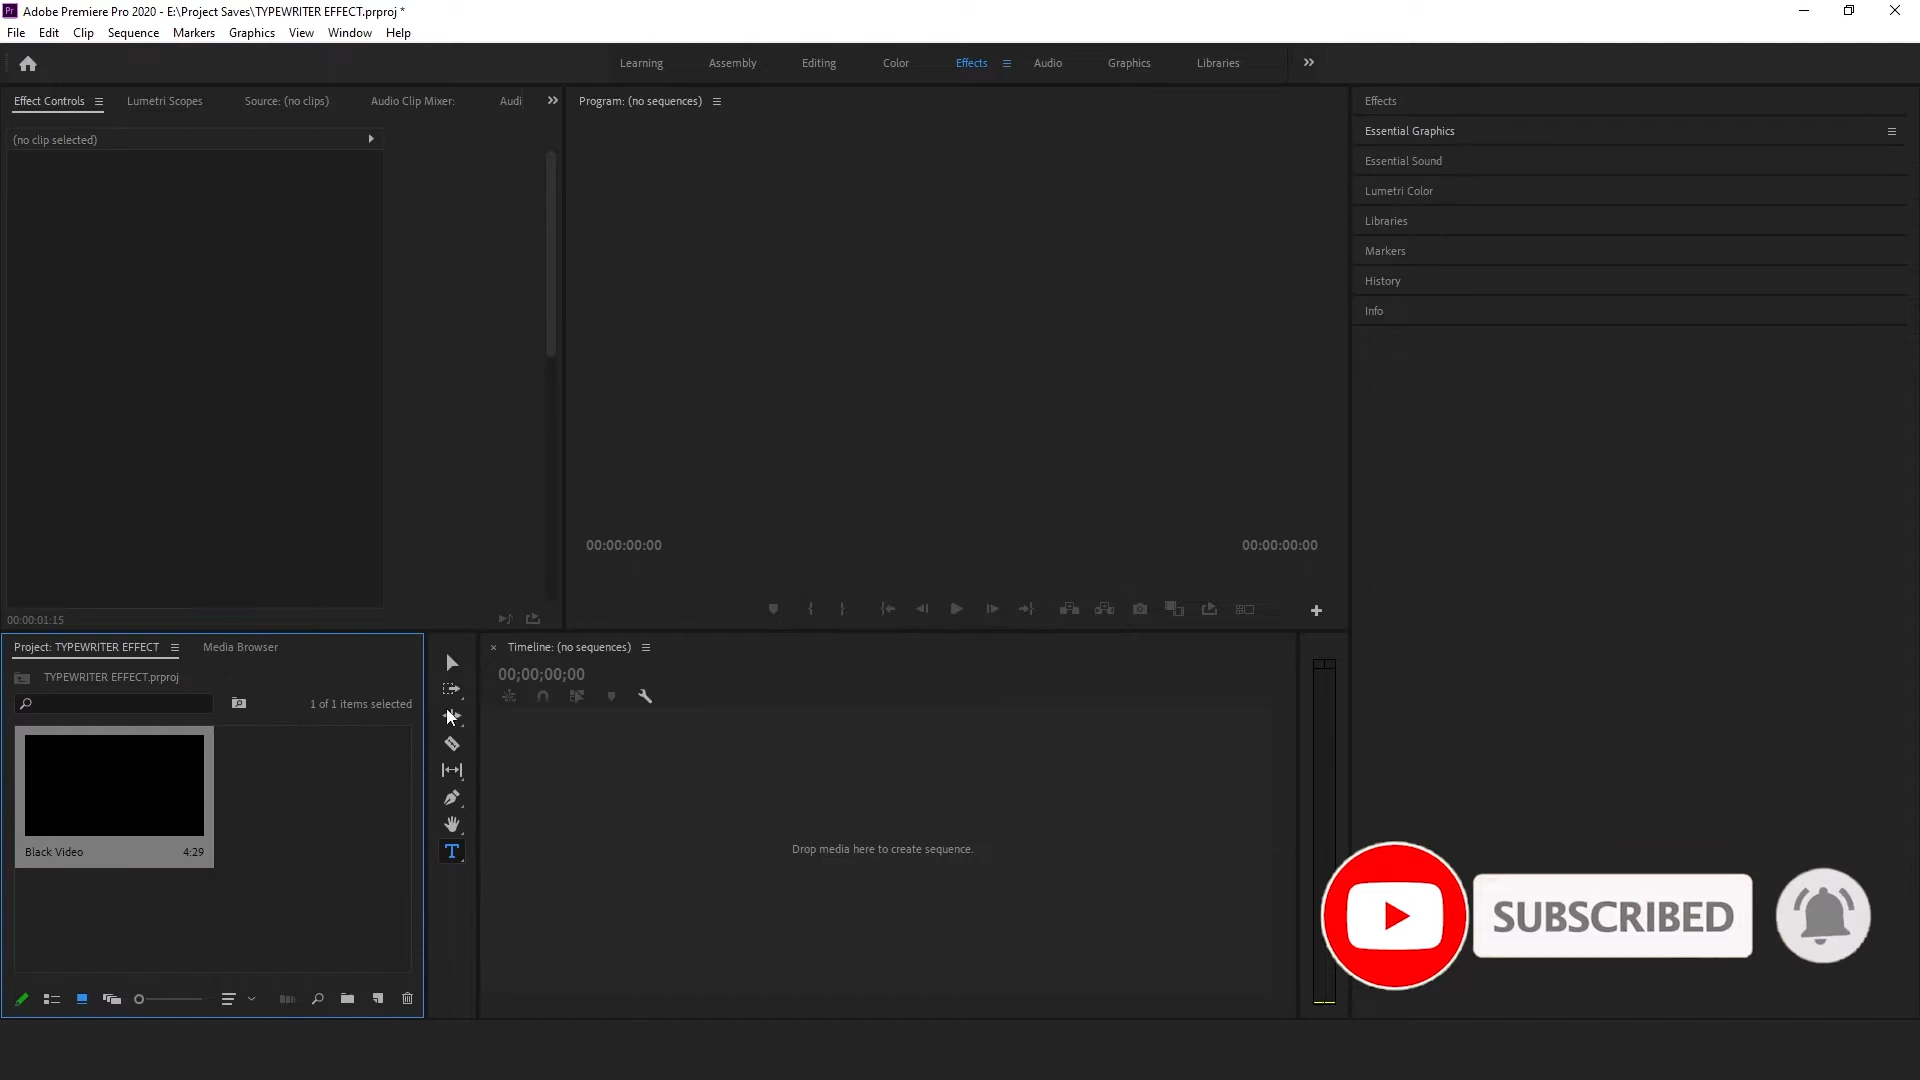 Pr Adobe Premiere Pro 2020 - E:\Project Saves\TYPEWRITER EFFECT.prproj *
File Edit Clip Sequence Markers Graphics View Window Help
Learning Assembly Editing Color Effects Audio Graphics Libraries
Effect Controls Lumetri Scopes Source: (no clips) Audio Clip Mixer: Audi
Program: (no sequences)
(no clip selected)
Effects
Essential Graphics
Essential Sound
Lumetri Color
Libraries
Markers
History
Info
00:00:00:00 00:00:00:00
00:00:01:15
Project: TYPEWRITER EFFECT Media Browser
TYPEWRITER EFFECT.prproj
1 of 1 items selected
Black Video 4:29
Timeline: (no sequences)
00;00;00;00
Drop media here to create sequence.
SUBSCRIBED